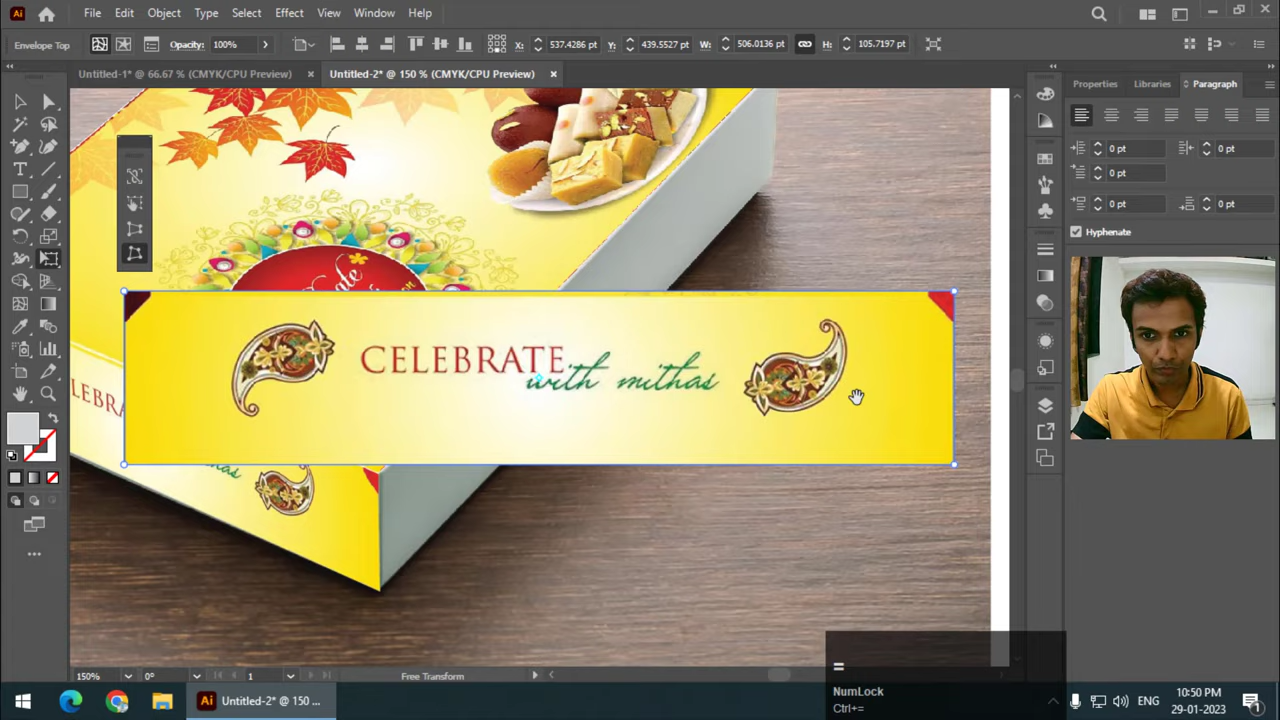 File Edit Object Type Select Effect View Window Help
Envelope Top Opacity: 100% X: 537.4286 pt Y: 439.5527 pt W: 506.0136 pt H: 105.7197 pt
Untitled-1* @ 66.67 % (CMYK/CPU Preview) Untitled-2* @ 150 % (CMYK/CPU Preview)
Properties Libraries Paragraph
0 pt 0 pt
0 pt
0 pt 0 pt
Hyphenate
CELEBRATE
with mithas
LEBR
150% 0° 1 Free Transform
=
NumLock
Ctrl+=
Ai Untitled-2* @ 150 ...
ENG
10:50 PM
29-01-2023